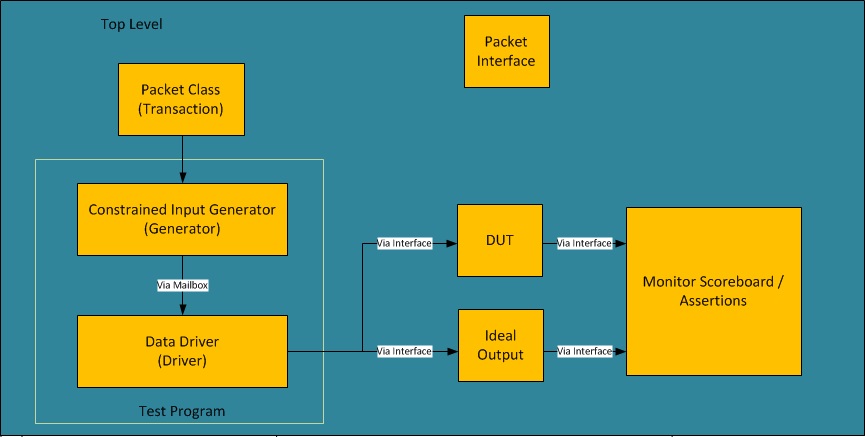 Top Level
Packet
Interface
Packet Class
(Transaction)
Constrained Input Generator
(Generator)
Via Mailbox
Data Driver
(Driver)
Test Program
Via Interface
DUT
Via Interface
Via Interface
Ideal
Output
Via Interface
Monitor Scoreboard /
Assertions